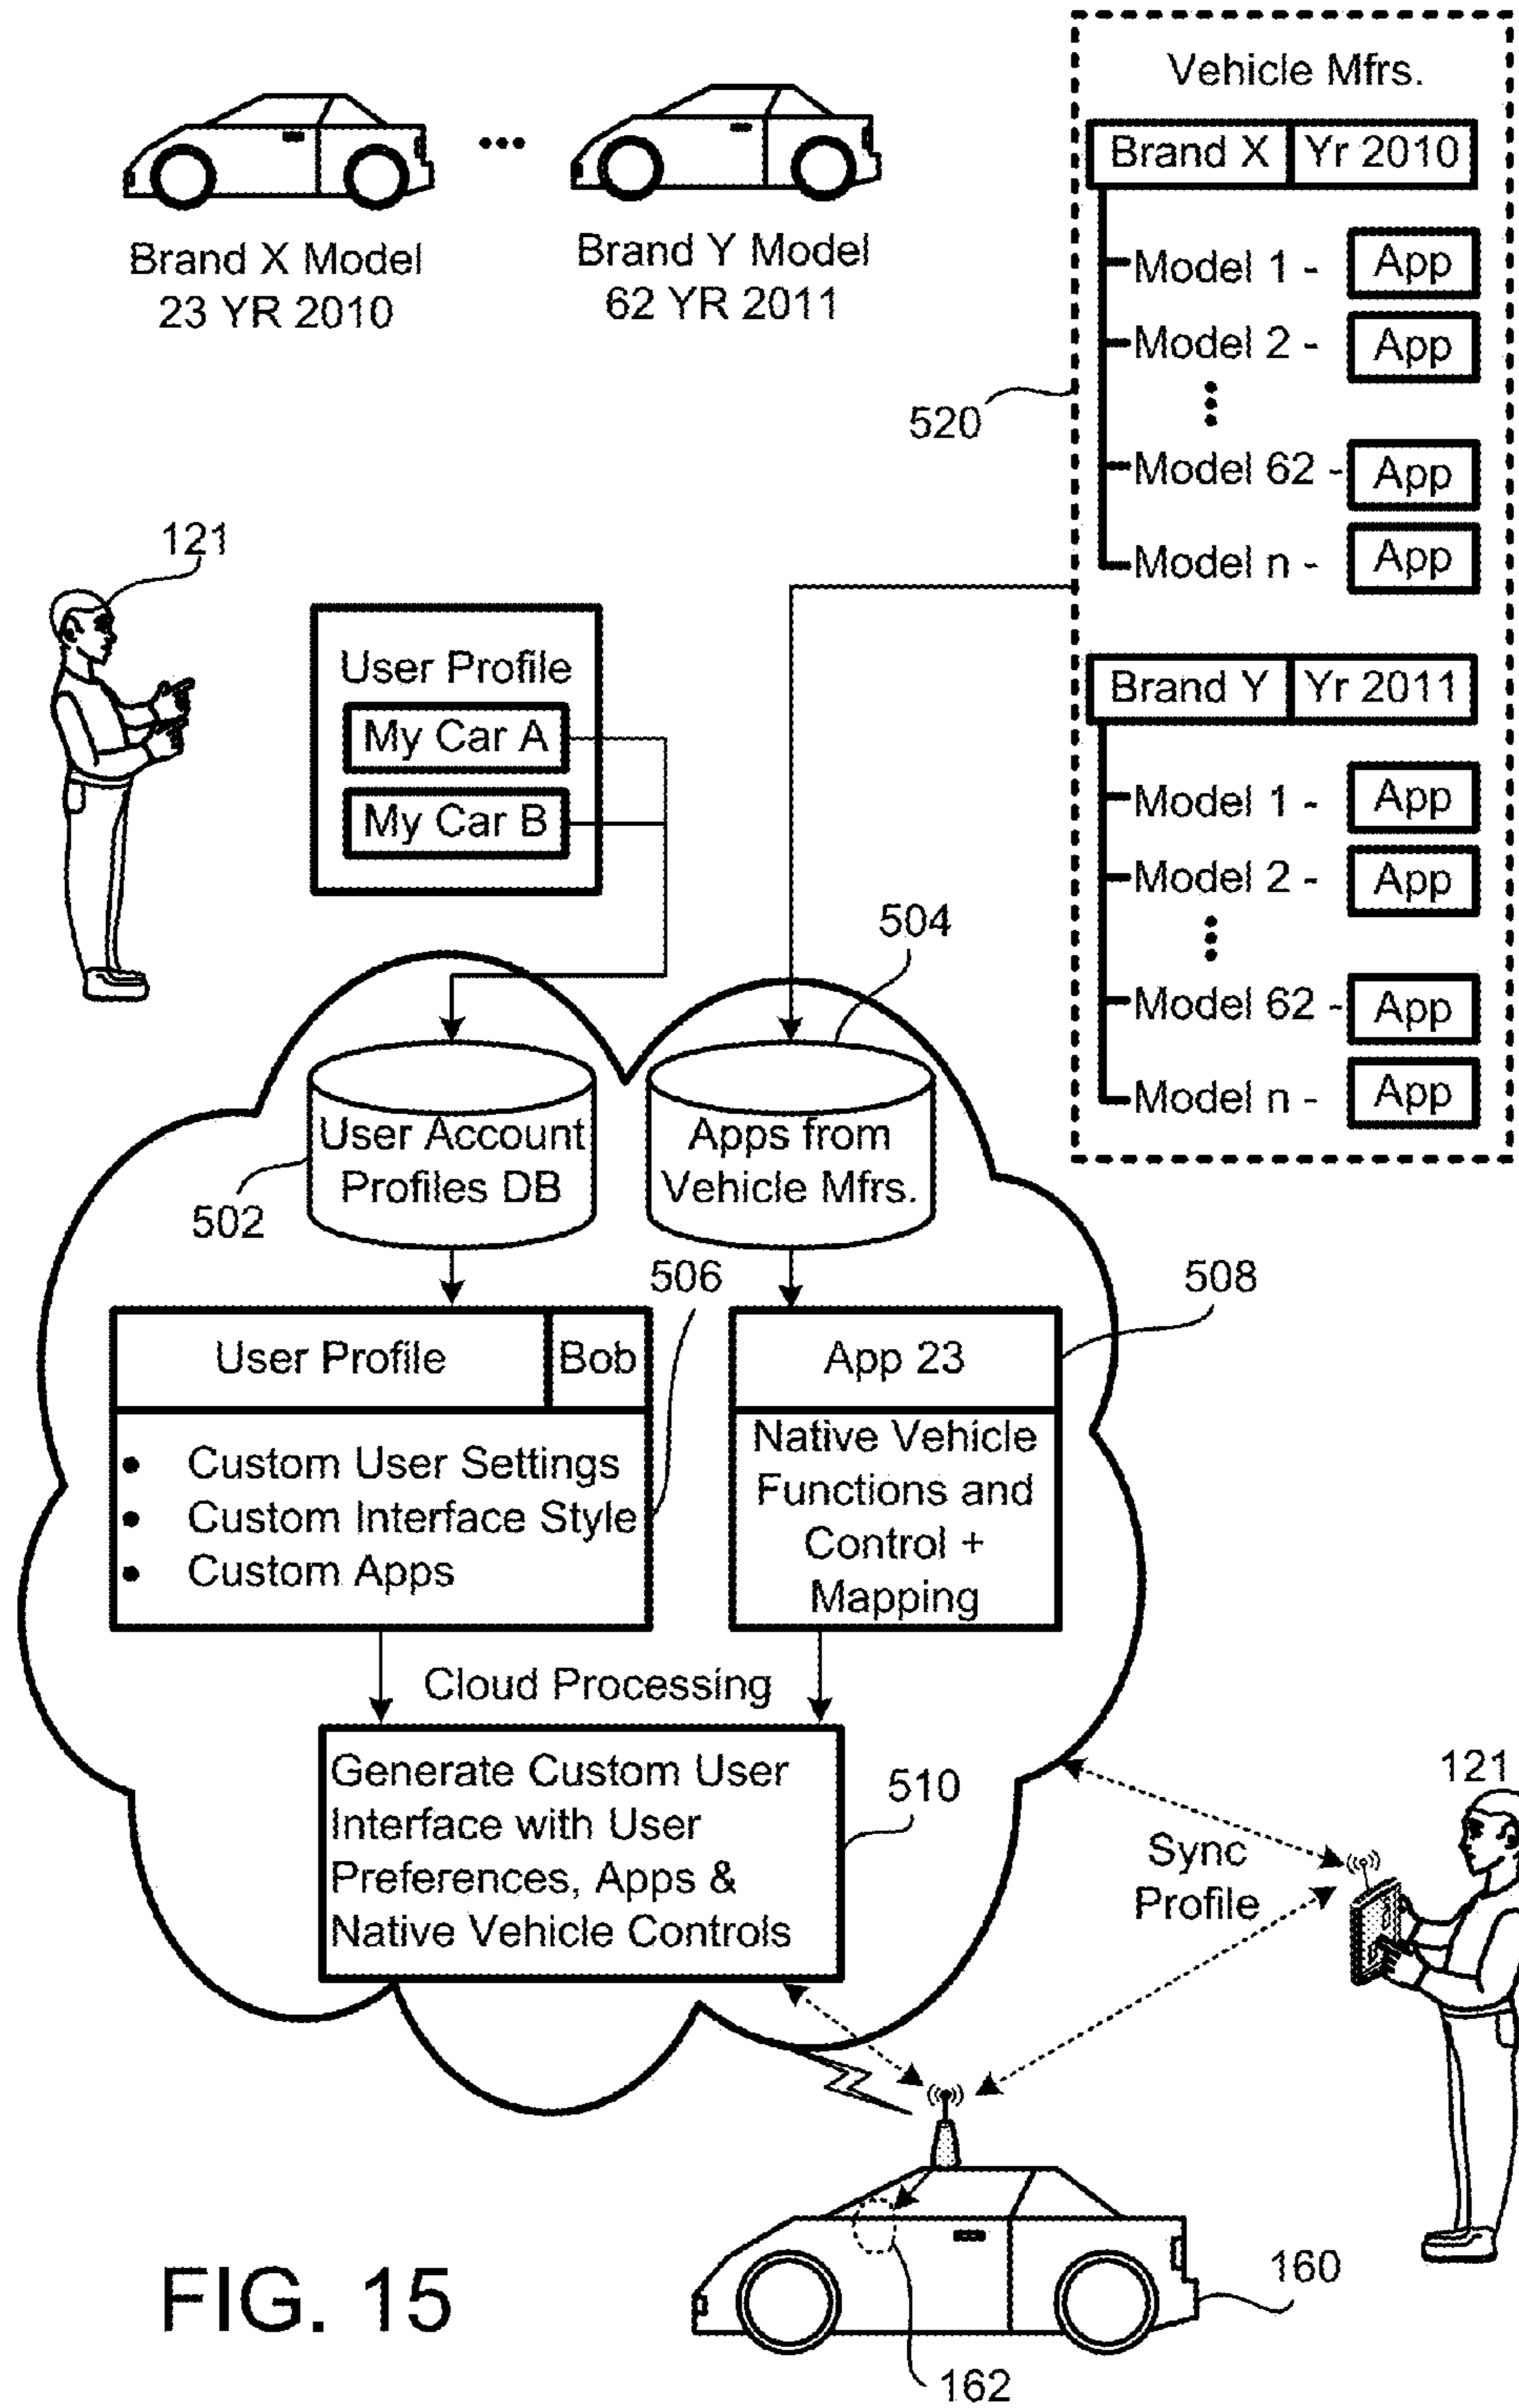 Brand X Model
23 YR 2010
Brand Y Model
62 YR 2011
Vehicle Mfrs.
Brand X Yr 2010
Model 1 - App
Model 2 - App
Model 62 - App
Model n - App
520
Brand Y Yr 2011
Model 1 - App
Model 2 - App
Model 62 - App
Model n - App
121
User Profile
My Car A
My Car B
504
User Account
Profiles DB
502
Apps from
Vehicle Mfrs.
506
508
User Profile Bob
• Custom User Settings
• Custom Interface Style
• Custom Apps
App 23
Native Vehicle
Functions and
Control +
Mapping
Cloud Processing
Generate Custom User
Interface with User
Preferences, Apps &
Native Vehicle Controls
510
Sync
Profile
121
160
162
FIG. 15